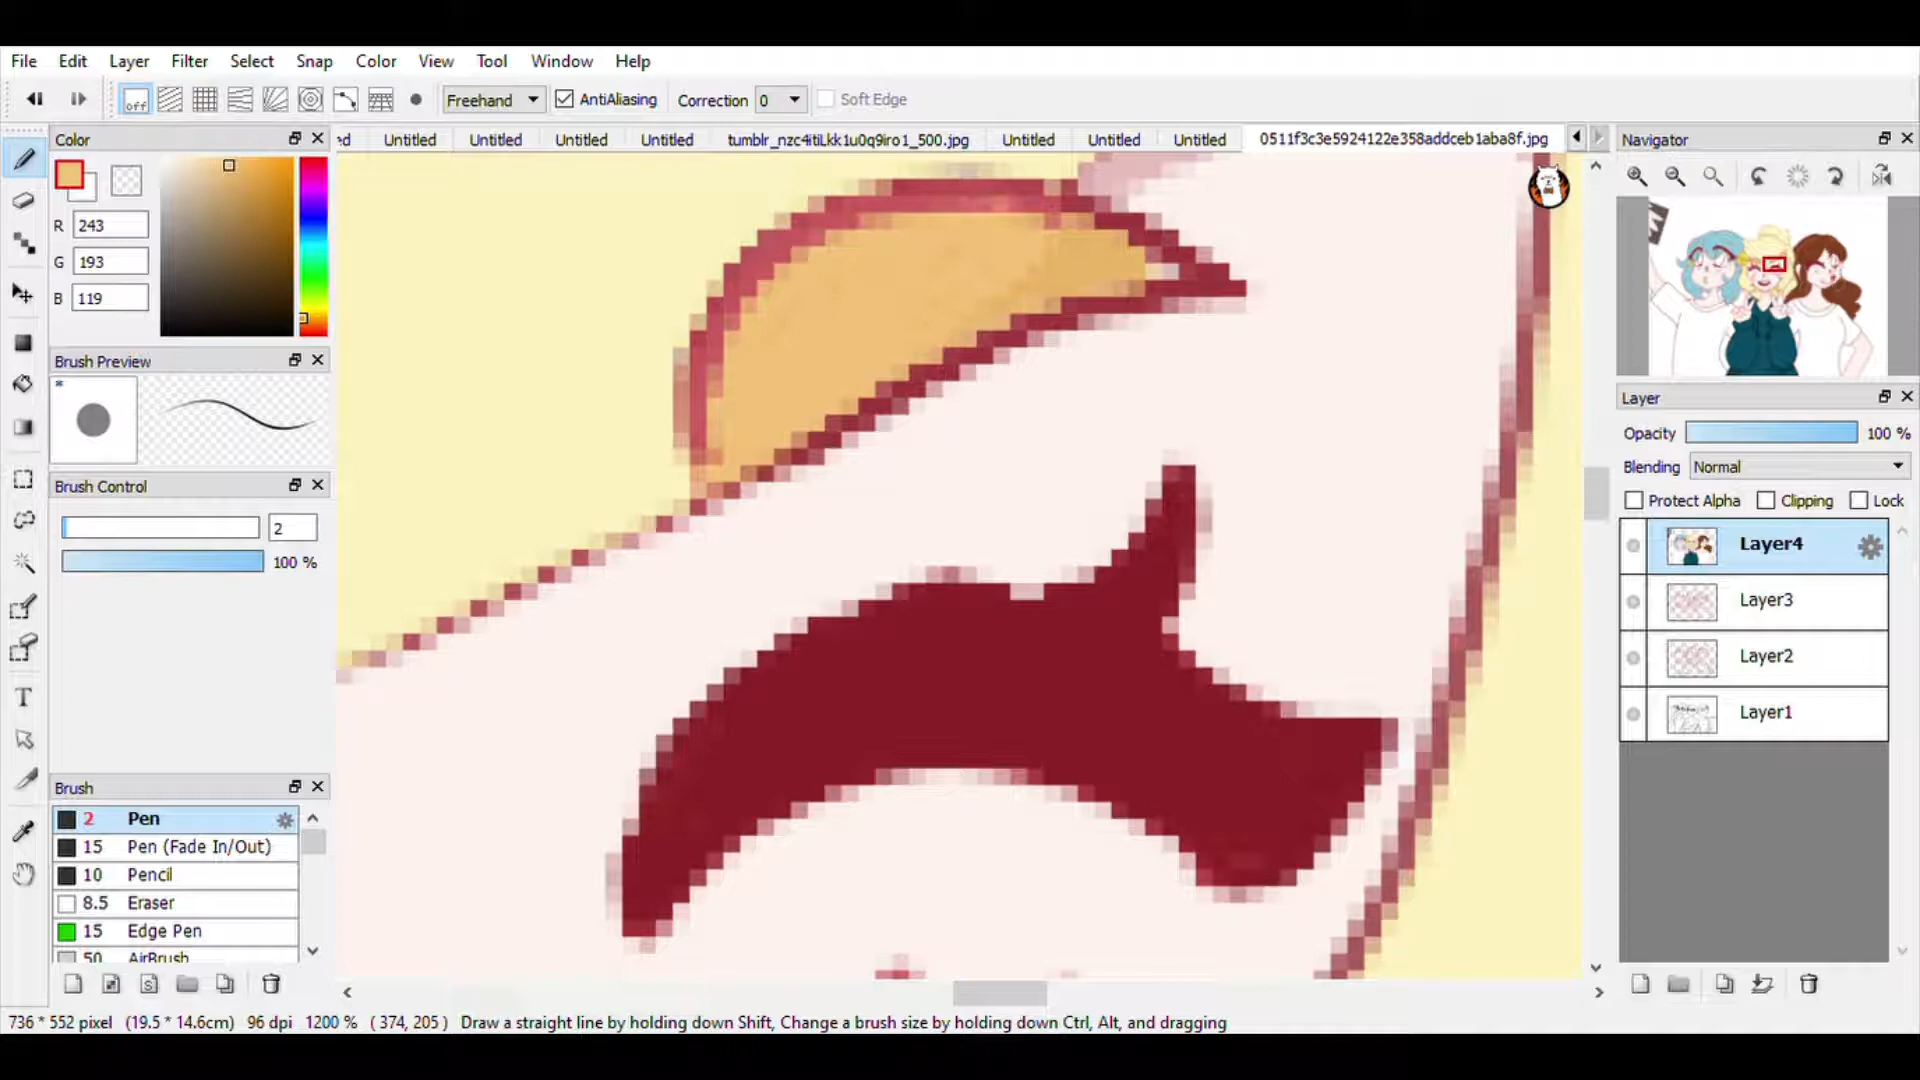 File Edit Layer Filter Select Snap Color View Tool Window Help
off Freehand AntiAliasing Correction 0 Soft Edge
Color
ed Untitled Untitled Untitled Untitled tumblr_nzc4itiLkk1u0q9iro1_500.jpg Untitled Untitled Untitled 0511f3c3e5924122e358addceb1aba8f.jpg
Navigator
R 243
G 193
B 119
Brush Preview
*
Brush Control
2
100 %
Brush
2 Pen
15 Pen (Fade In/Out)
10 Pencil
8.5 Eraser
15 Edge Pen
50 AirBrush
Layer
Opacity 100 %
Blending Normal
Protect Alpha Clipping Lock
Layer4
Layer3
Layer2
Layer1
736 * 552 pixel (19.5 * 14.6cm) 96 dpi 1200 % ( 374, 205 ) Draw a straight line by holding down Shift, Change a brush size by holding down Ctrl, Alt, and dragging